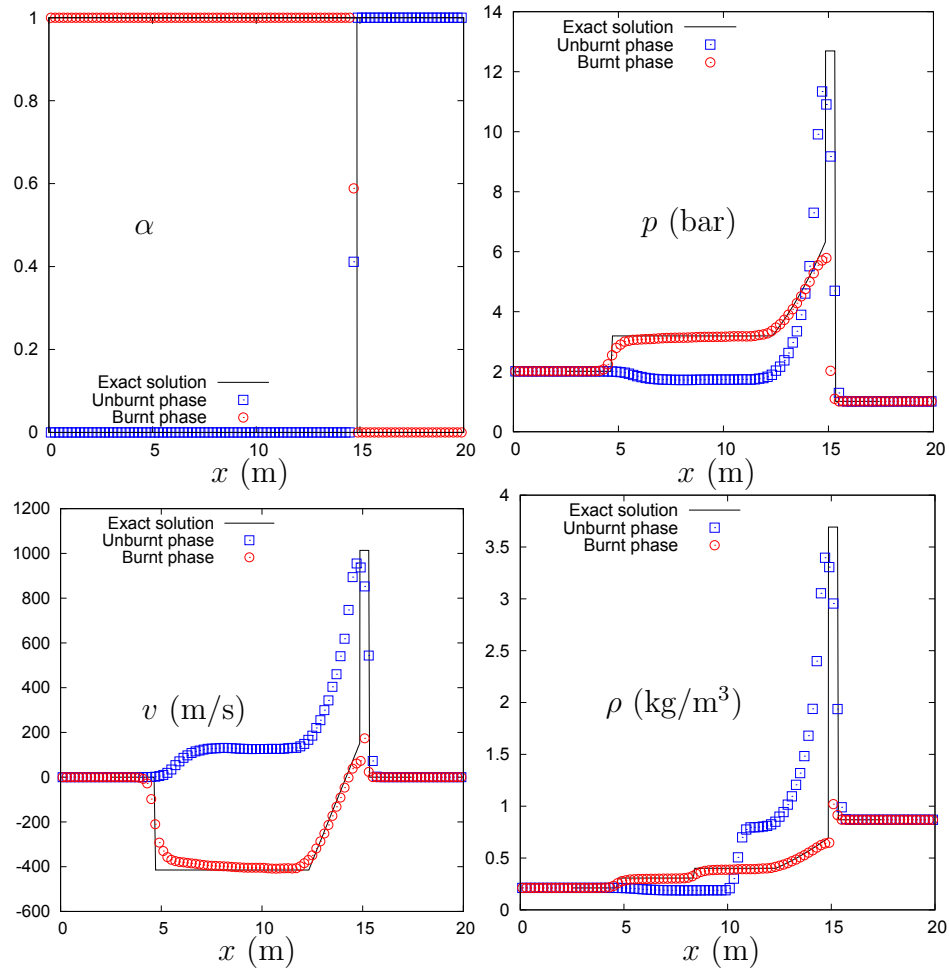 1
0.8
0.6
0.4
0.2
0
0
5
10
15
20
α
Exact solution
Unburnt phase
Burnt phase
x (m)
14
12
10
8
6
4
2
0
0
5
10
15
20
Exact solution
Unburnt phase
Burnt phase
p (bar)
x (m)
1200
1000
800
600
400
200
0
-200
-400
-600
0
5
10
15
20
Exact solution
Unburnt phase
Burnt phase
v (m/s)
x (m)
4
3.5
3
2.5
2
1.5
1
0.5
0
0
5
10
15
20
Exact solution
Unburnt phase
Burnt phase
ρ (kg/m³)
x (m)